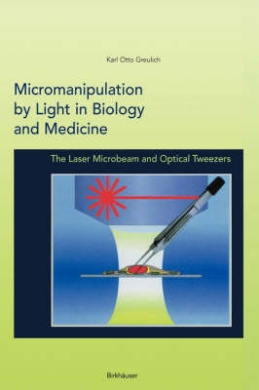 Karl Otto Greulich
Micromanipulation
by Light in Biology
and Medicine
The Laser Microbeam and Optical Tweezers
Birkhäuser